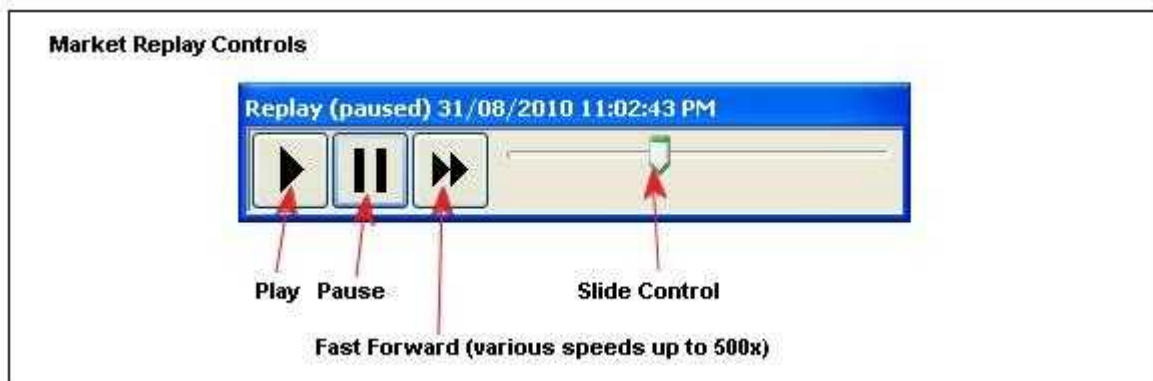 Market Replay Controls
Replay (paused) 31/08/2010 11:02:43 PM
Play Pause Slide Control
Fast Forward (various speeds up to 500x)